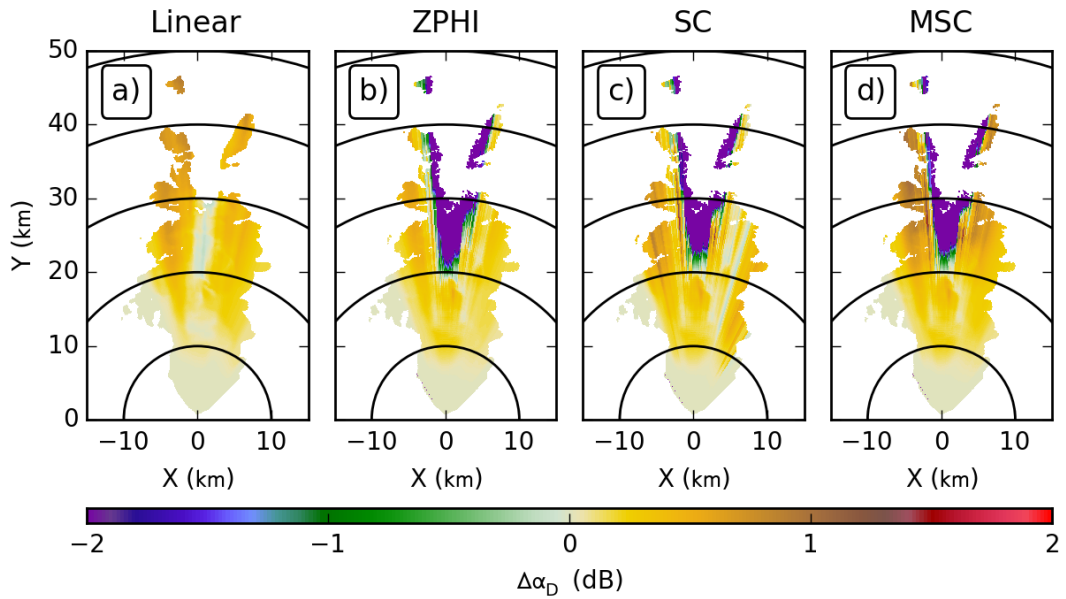 Linear ZPHI SC MSC
a) b) c) d)
50
40
30
20
10
0
Y (km)
−10 0 10 −10 0 10 −10 0 10 −10 0 10
X (km) X (km) X (km) X (km)
−2 −1 0 1 2
Δα_D (dB)